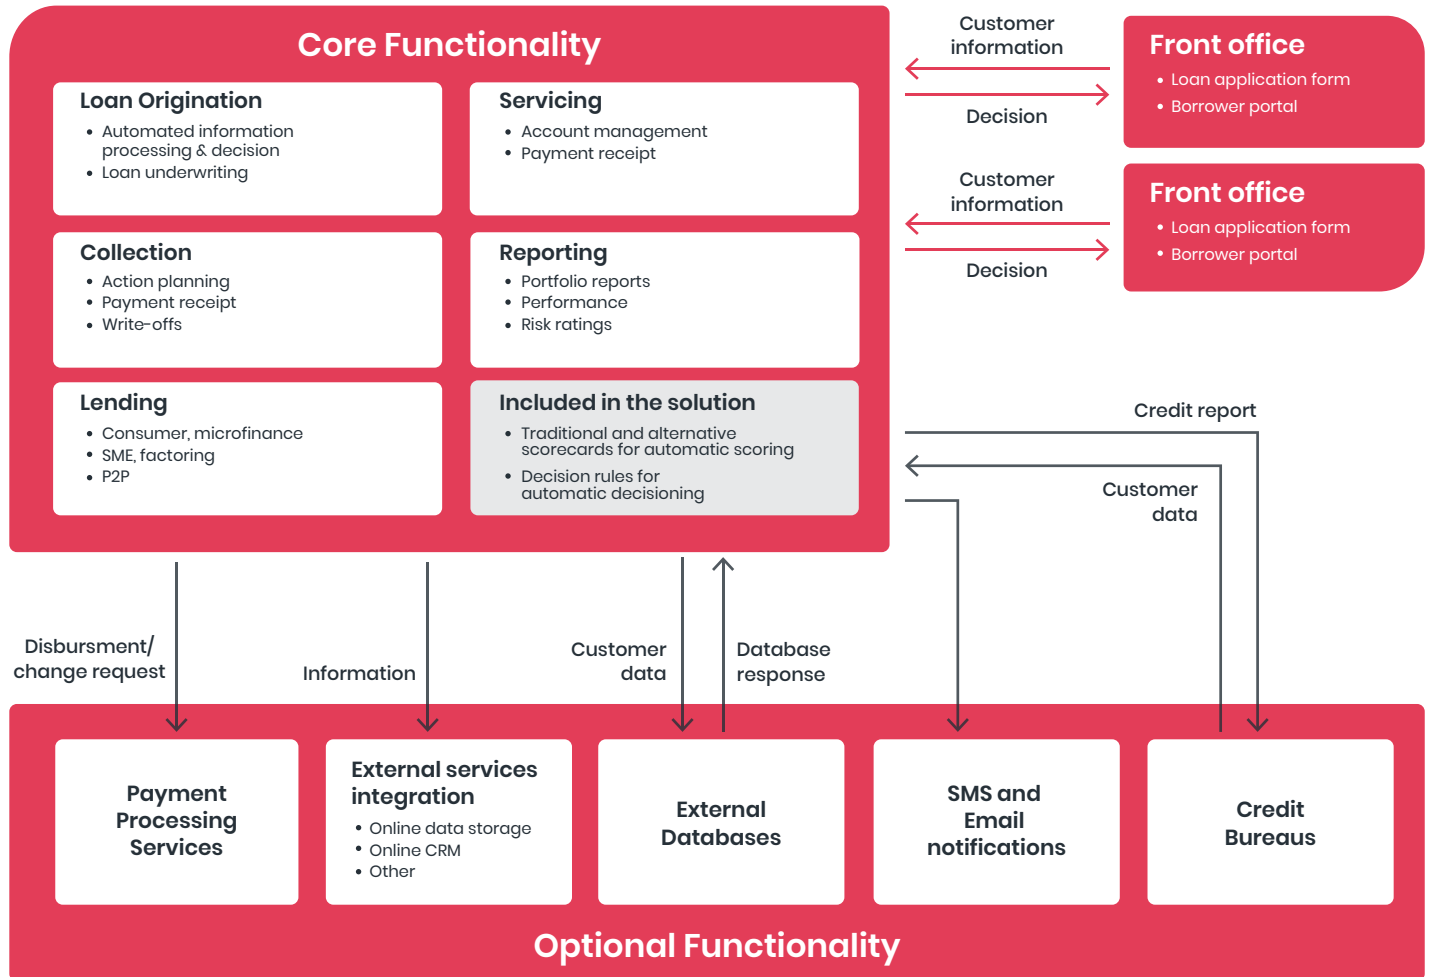 Core Functionality
Loan Origination
• Automated information
processing & decision
• Loan underwriting
Servicing
• Account management
• Payment receipt
Collection
• Action planning
• Payment receipt
• Write-offs
Reporting
• Portfolio reports
• Performance
• Risk ratings
Lending
• Consumer, microfinance
• SME, factoring
• P2P
Included in the solution
• Traditional and alternative
scorecards for automatic scoring
• Decision rules for
automatic decisioning
Customer
information
Decision
Front office
• Loan application form
• Borrower portal
Customer
information
Decision
Front office
• Loan application form
• Borrower portal
Credit report
Customer
data
Disbursment/
change request
Information
Customer
data
Database
response
Payment
Processing
Services
External services
integration
• Online data storage
• Online CRM
• Other
External
Databases
SMS and
Email
notifications
Credit
Bureaus
Optional Functionality